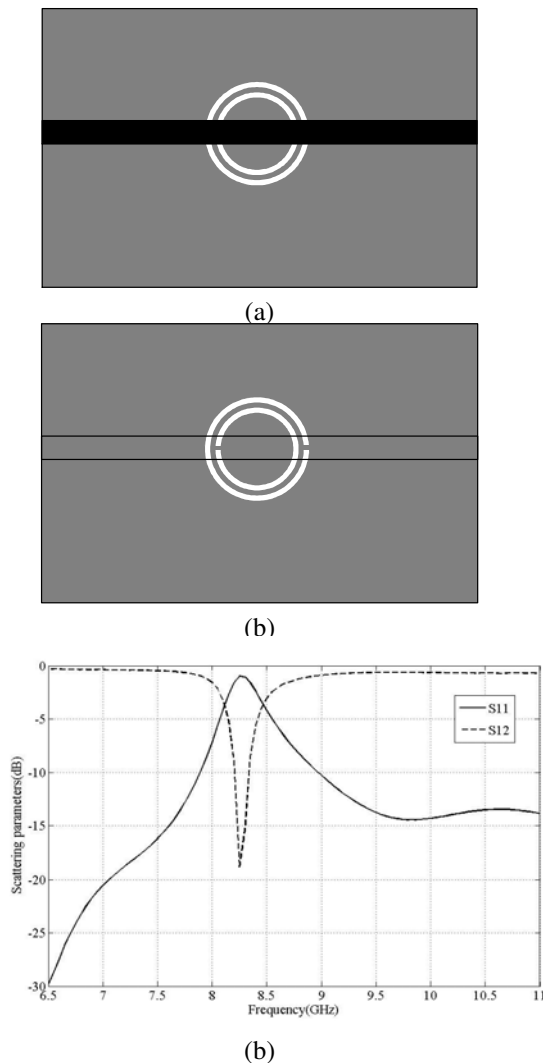 (a)
(b)
0
-5
-10
-15
-20
-25
-30
Scattering parameters(dB)
S11
S12
6.5 7 7.5 8 8.5 9 9.5 10 10.5 11
Frequency(GHz)
(b)